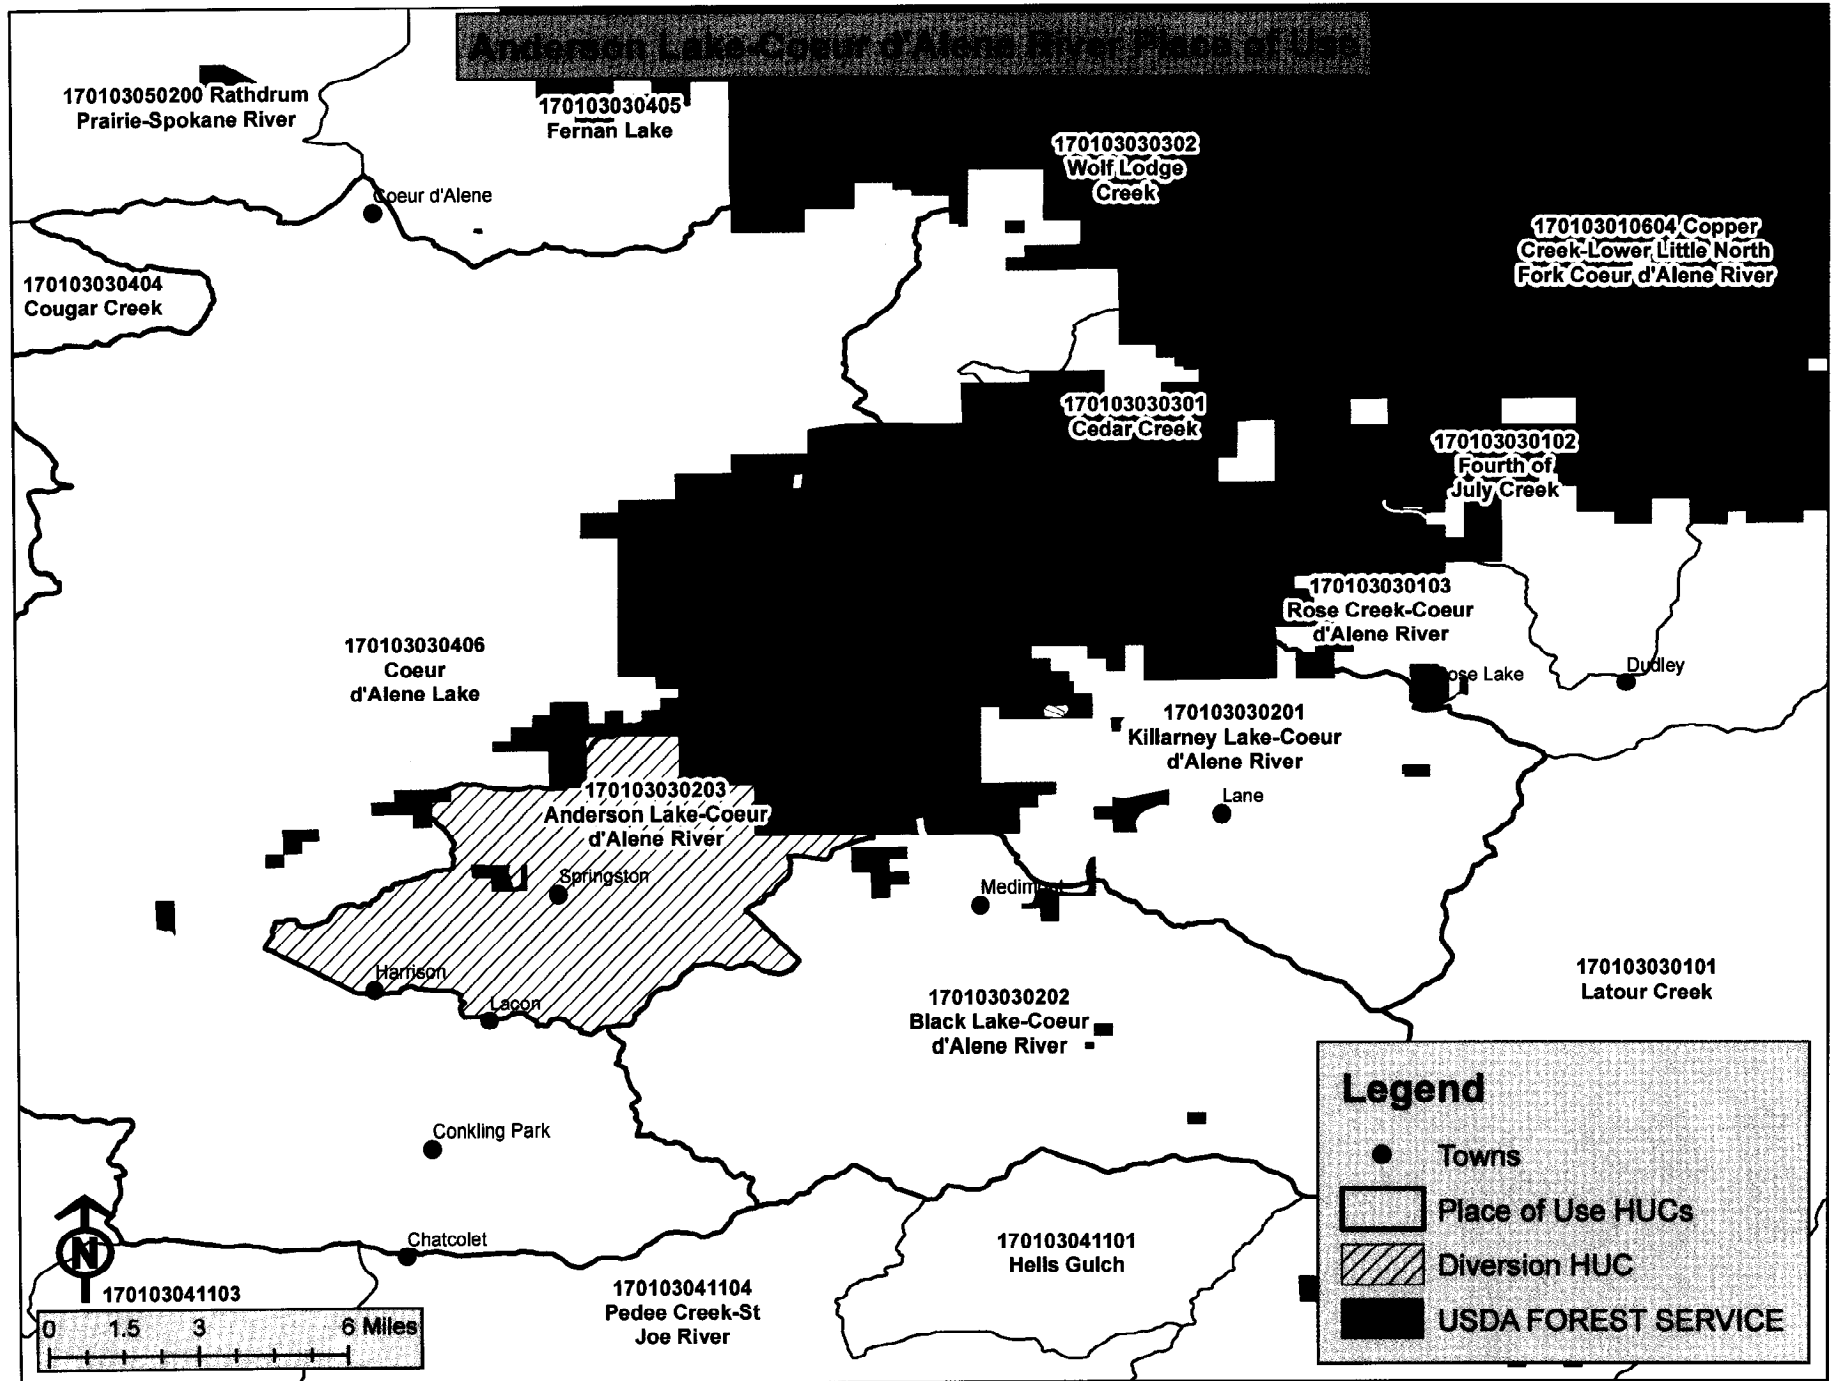 Anderson Lake-Coeur d'Alene River Place of Use
170103050200 Rathdrum
Prairie-Spokane River
170103030405
Fernan Lake
170103030302
Wolf Lodge
Creek
Coeur d'Alene
170103010604 Copper
Creek-Lower Little North
Fork Coeur d'Alene River
170103030404
Cougar Creek
170103030301
Cedar Creek
170103030102
Fourth of
July Creek
170103030103
Rose Creek-Coeur
d'Alene River
170103030406
Coeur
d'Alene Lake
Rose Lake
Dudley
170103030201
Killarney Lake-Coeur
d'Alene River
170103030203
Anderson Lake-Coeur
d'Alene River
Lane
Springston
Medimont
Harrison
Lacon
170103030202
Black Lake-Coeur
d'Alene River
170103030101
Latour Creek
Conkling Park
Chatcolet
170103041101
Hells Gulch
170103041103
170103041104
Pedee Creek-St
Joe River
N
0 1.5 3 6 Miles
Legend
Towns
Place of Use HUCs
Diversion HUC
USDA FOREST SERVICE